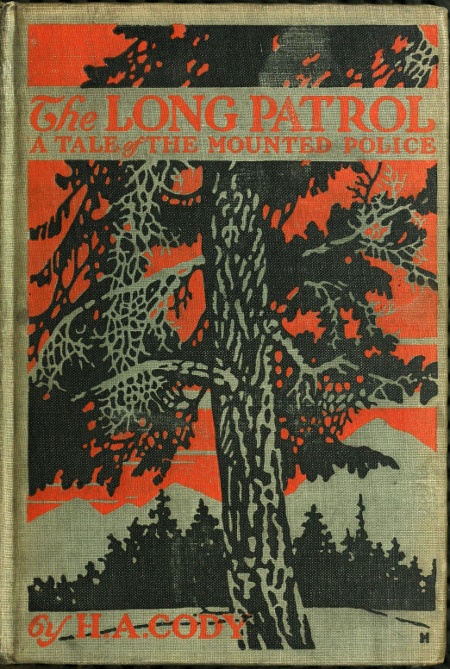 The LONG PATROL
A TALE of THE MOUNTED POLICE
by H.A. CODY
H